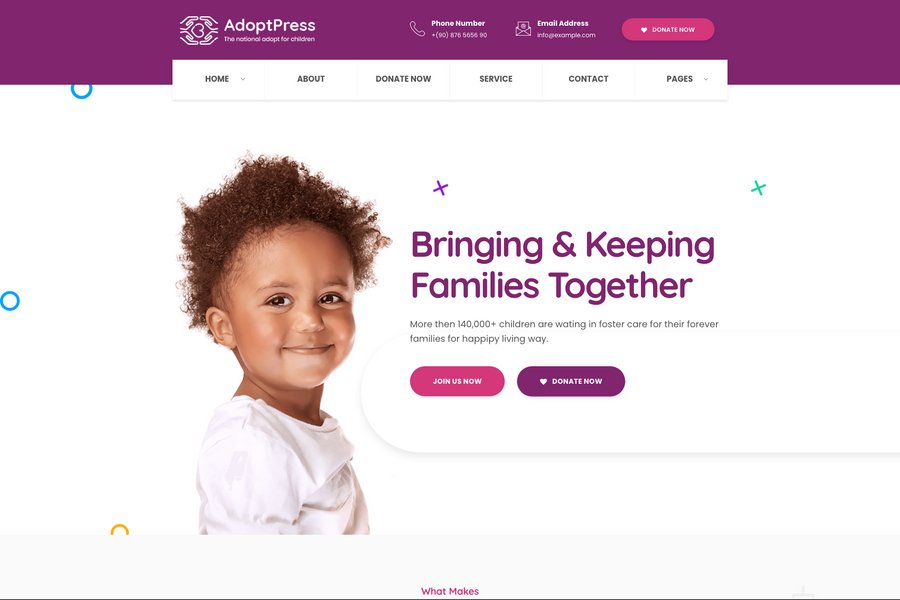 AdoptPress
The national adopt for children
Phone Number
+(90) 876 5656 90
Email Address
info@example.com
DONATE NOW
HOME
ABOUT
DONATE NOW
SERVICE
CONTACT
PAGES
Bringing & Keeping
Families Together
More then 140,000+ children are wating in foster care for their forever
families for happipy living way.
JOIN US NOW
DONATE NOW
What Makes